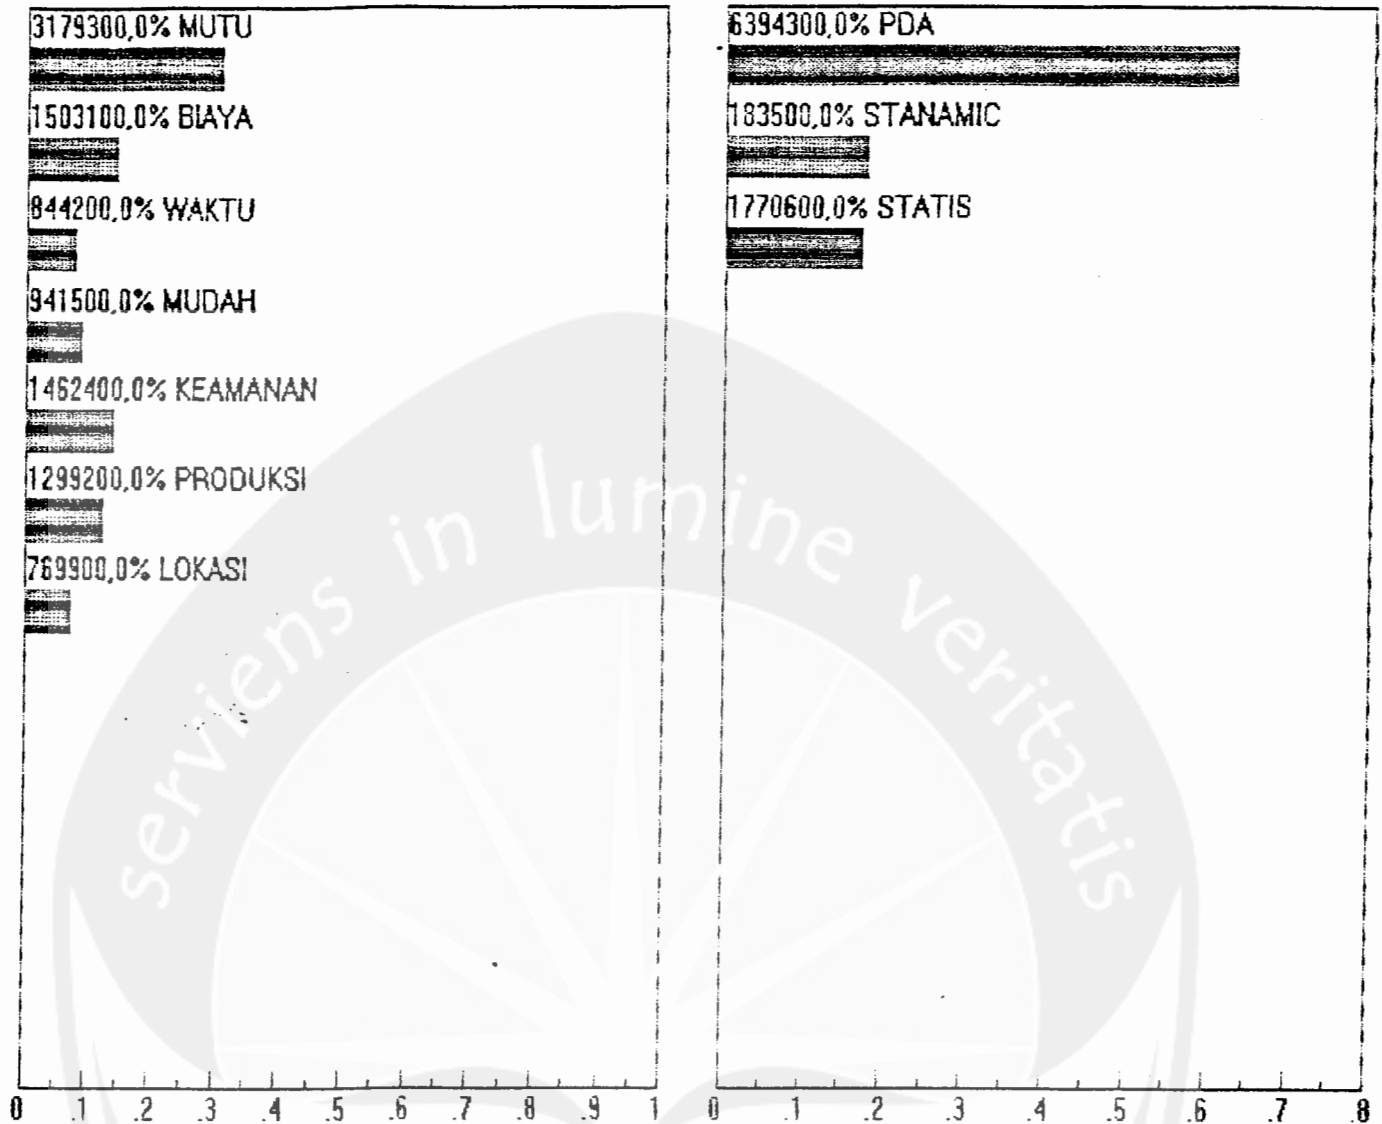 3179300,0% MUTU
1503100,0% BIAYA
844200,0% WAKTU
941500,0% MUDAH
1462400,0% KEAMANAN
1299200,0% PRODUKSI
769900,0% LOKASI
0 .1 .2 .3 .4 .5 .6 .7 .8 .9 1
6394300,0% PDA
183500,0% STANAMIC
1770600,0% STATIS
0 .1 .2 .3 .4 .5 .6 .7 .8
serviens in lumine veritatis